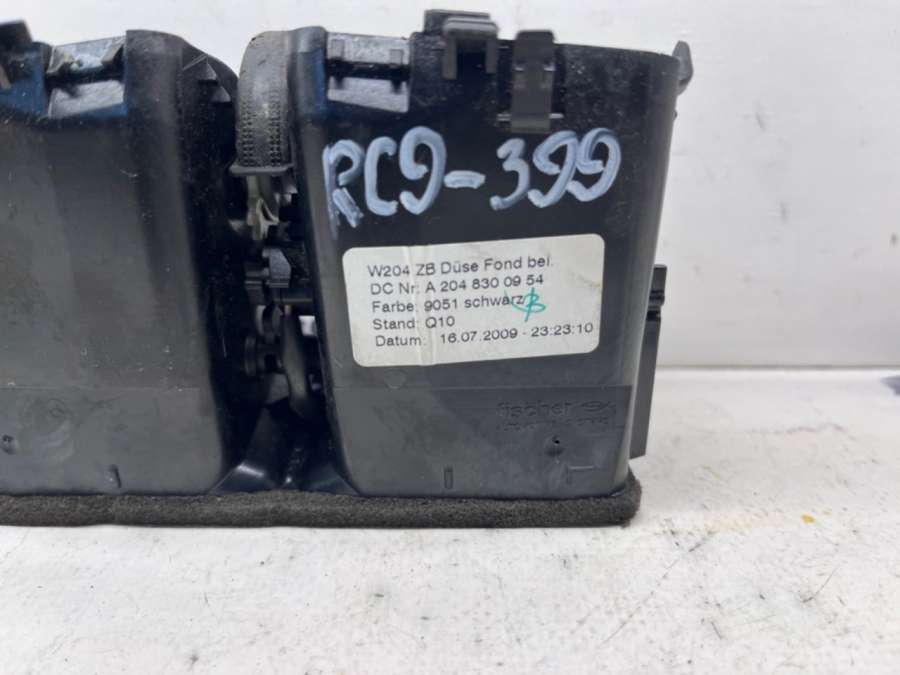 RC9-399
W204 ZB Düse Fond bel.
DC Nr: A 204 830 09 54
Farbe: 9051 schwarz
Stand: Q10
Datum: 16.07.2009 - 23:23:10
fischer